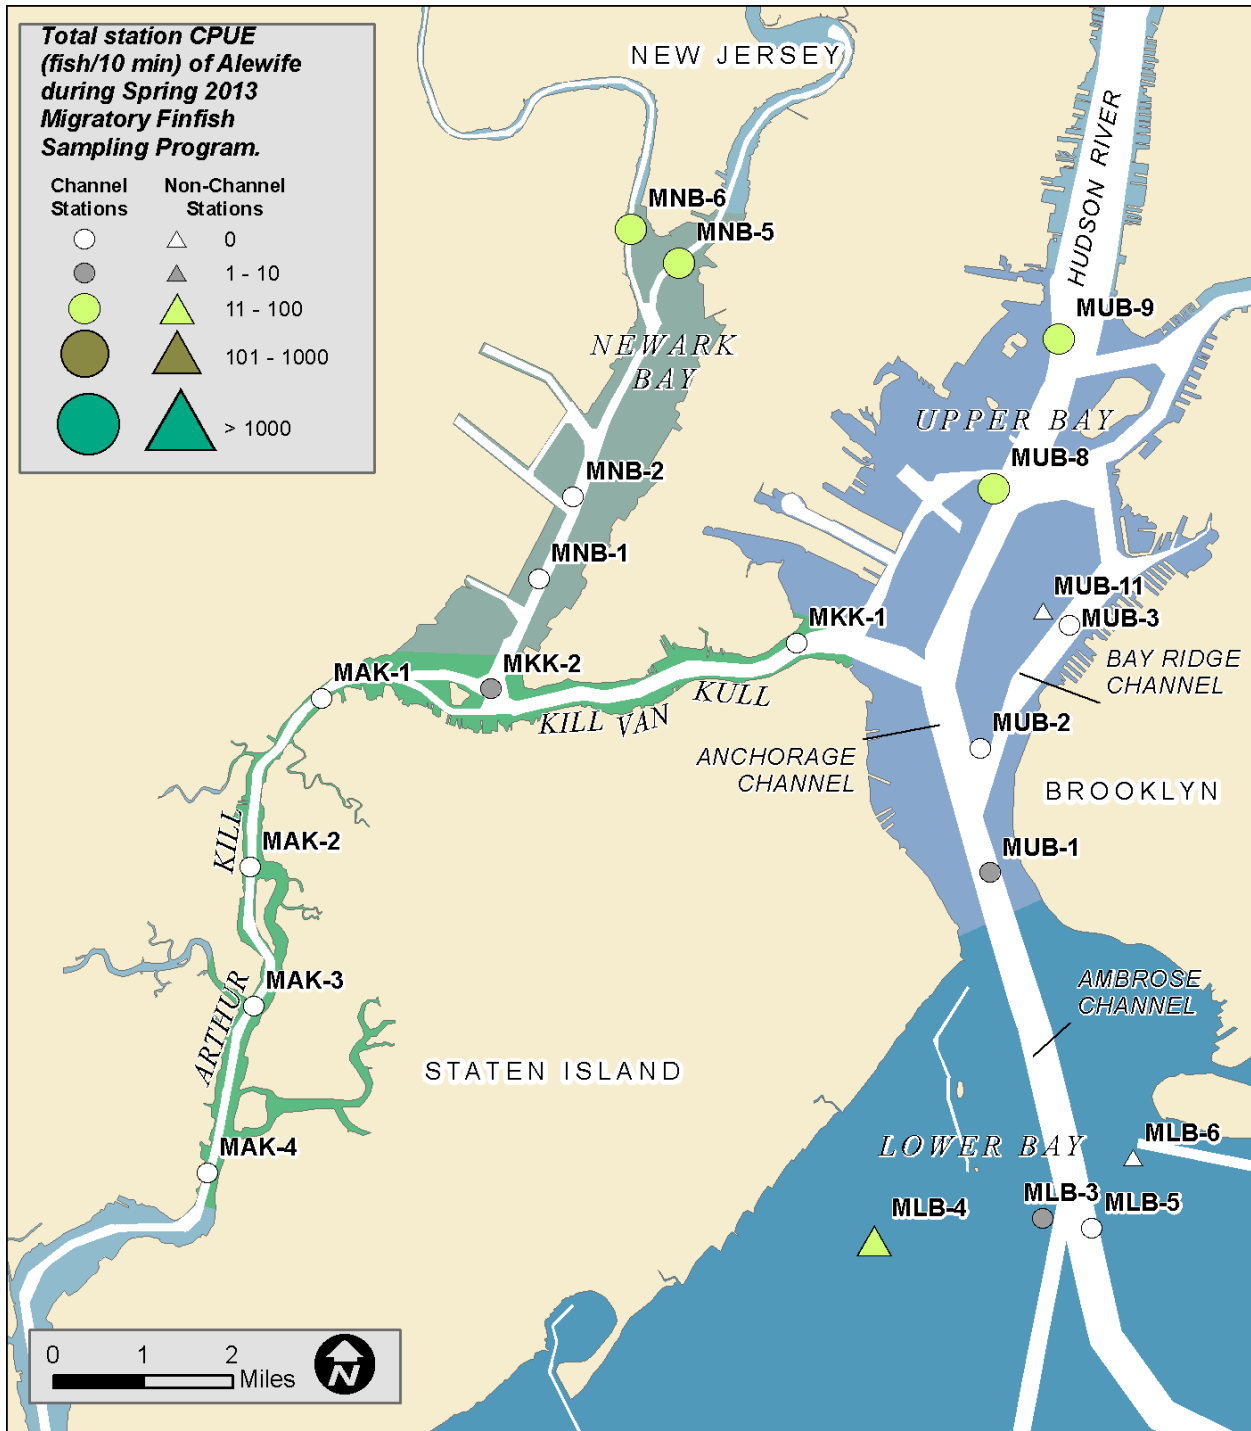 Total station CPUE
(fish/10 min) of Alewife
during Spring 2013
Migratory Finfish
Sampling Program.
Channel Stations
Non-Channel Stations
0
1 - 10
11 - 100
101 - 1000
> 1000
NEW JERSEY
HUDSON RIVER
MNB-6
MNB-5
MUB-9
NEWARK
BAY
UPPER BAY
MUB-8
MNB-2
MNB-1
MUB-11
MUB-3
MKK-1
MKK-2
MAK-1
BAY RIDGE
CHANNEL
KILL VAN KULL
MUB-2
ANCHORAGE
CHANNEL
BROOKLYN
MAK-2
MUB-1
ARTHUR KILL
MAK-3
AMBROSE
CHANNEL
STATEN ISLAND
MAK-4
LOWER BAY
MLB-6
MLB-3
MLB-4
MLB-5
0 1 2
Miles
N